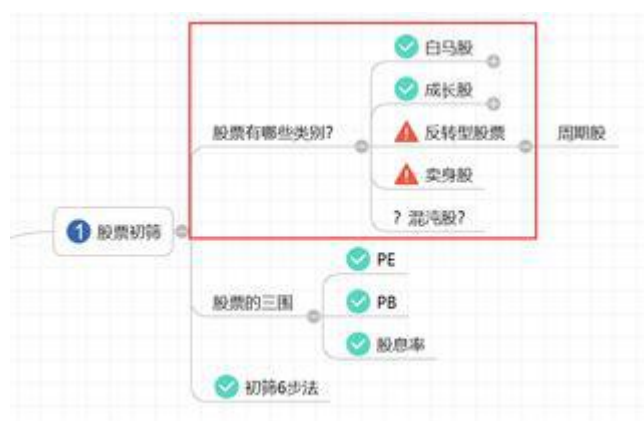 白马股
成长股
股票有哪些类别?
反转型股票
周期股
卖身股
? 混沌股?
1 股票初筛
PE
股票的三围
PB
股息率
初筛6步法